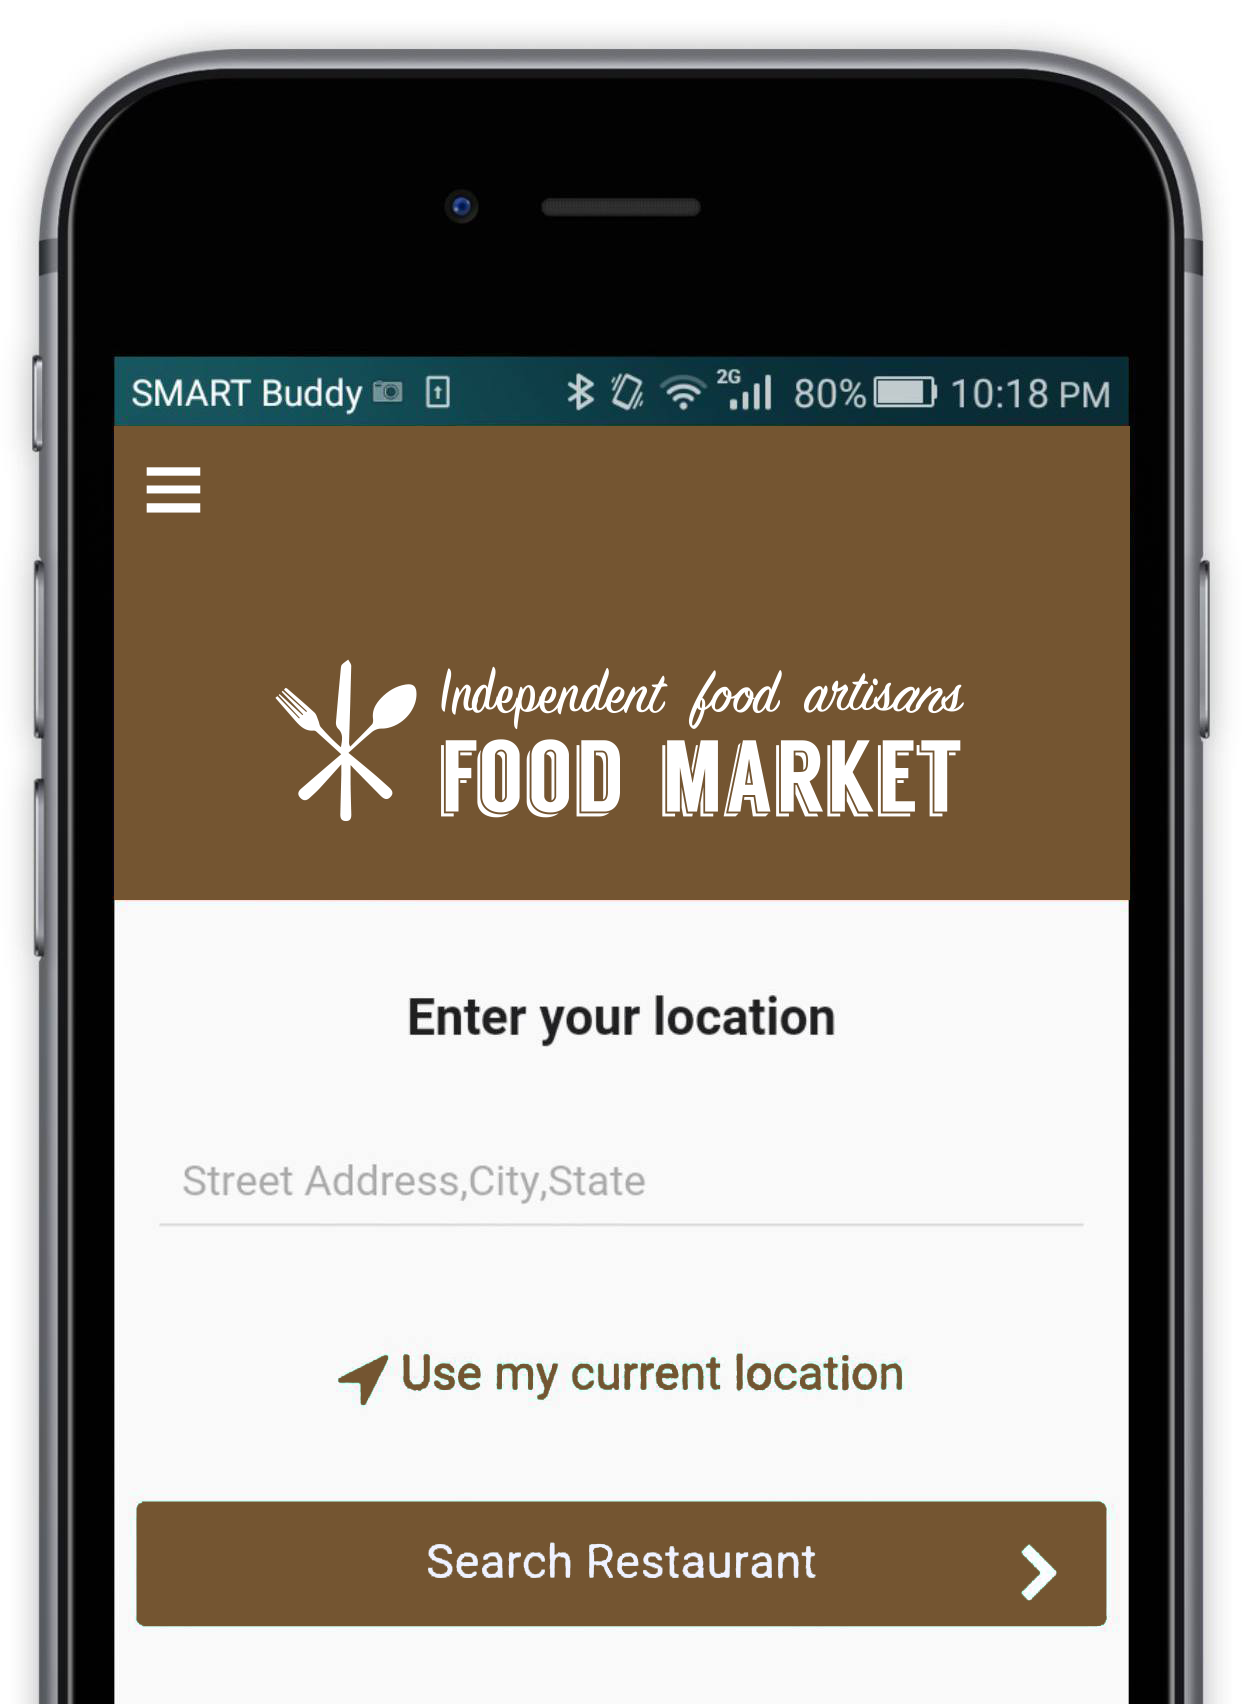 SMART Buddy 2G 80% 10:18 PM
Independent food artisans
FOOD MARKET
Enter your location
Street Address,City,State
Use my current location
Search Restaurant